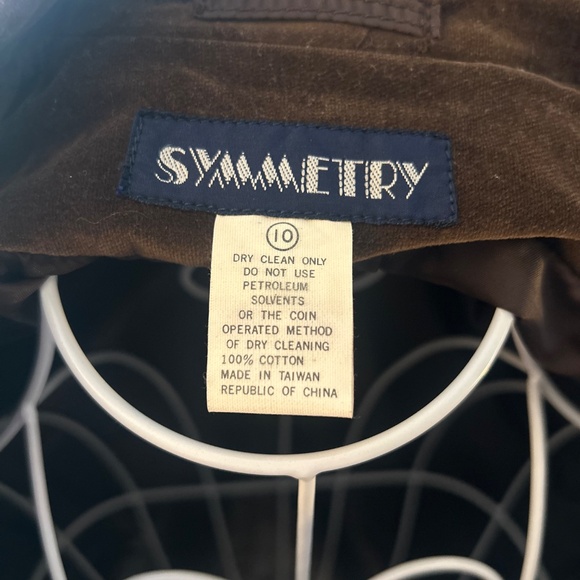 SYMMETRY
10
DRY CLEAN ONLY
DO NOT USE
PETROLEUM
SOLVENTS
OR THE COIN
OPERATED METHOD
OF DRY CLEANING
100% COTTON
MADE IN TAIWAN
REPUBLIC OF CHINA